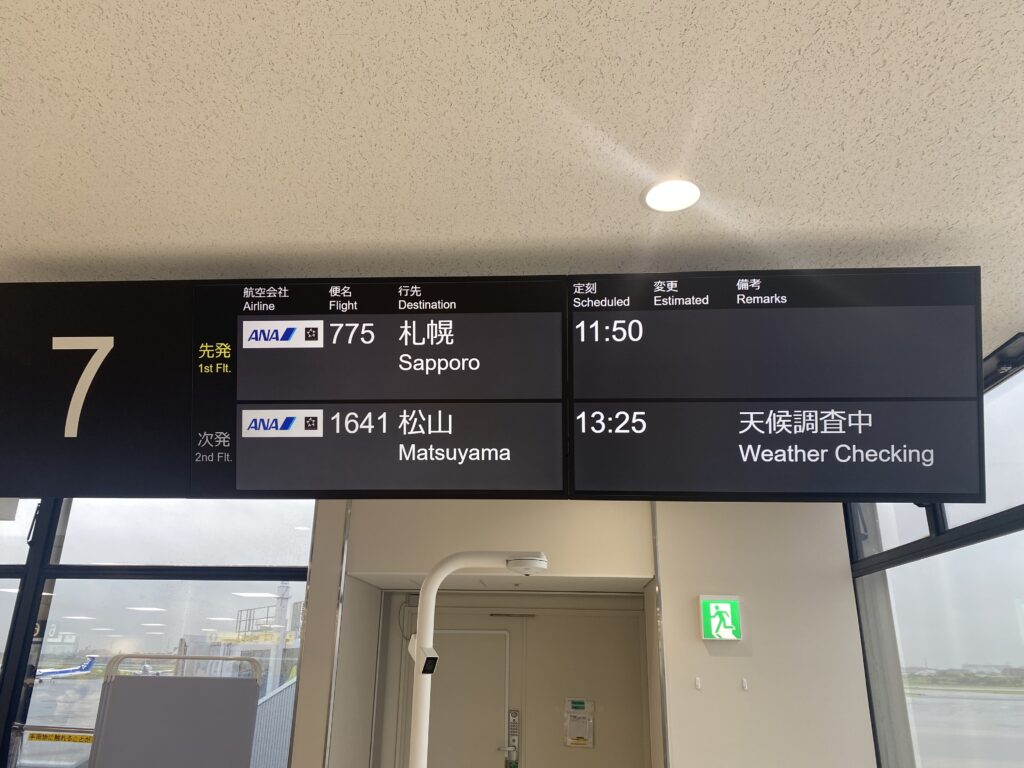 7
航空会社 便名 行先 定刻 変更 備考
Airline Flight Destination Scheduled Estimated Remarks
先発 ANA 775 札幌 11:50
1st Flt. Sapporo
次発 ANA 1641 松山 13:25 天候調査中
2nd Flt. Matsuyama Weather Checking